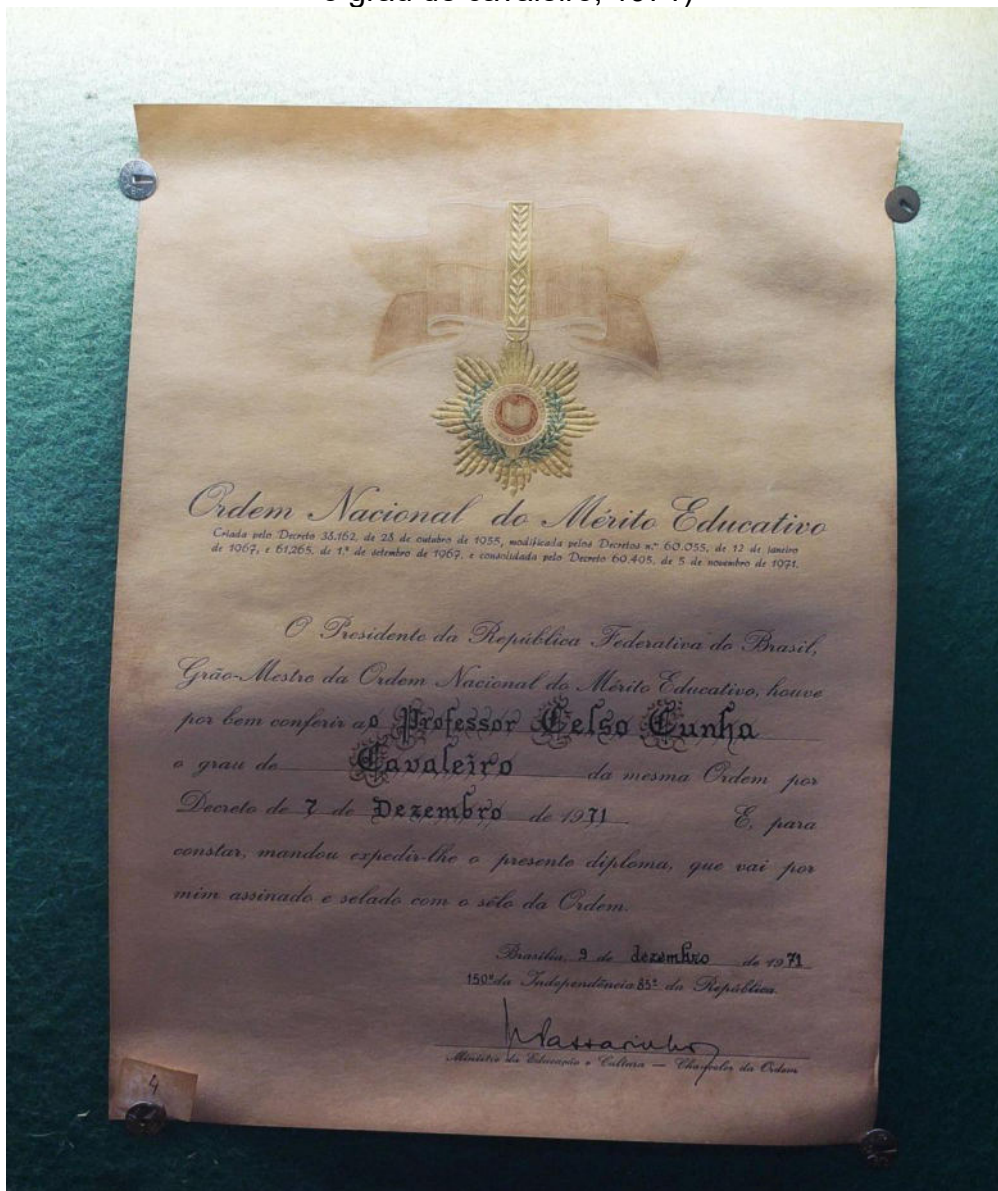 o grau de cavaleiro, 1971)
BRASIL
Ordem Nacional do Mérito Educativo
Criada pelo Decreto 38.162, de 28 de outubro de 1955, modificada pelos Decretos n.ºˢ 60.055, de 12 de janeiro
de 1967, e 61.265, de 1.º de setembro de 1967, e consolidada pelo Decreto 69.405, de 5 de novembro de 1971.
O Presidente da República Federativa do Brasil,
Grão-Mestre da Ordem Nacional do Mérito Educativo, houve
por bem conferir ao Professor Celso Cunha
o grau de Cavaleiro da mesma Ordem por
Decreto de 7 de Dezembro de 1971. E, para
constar, mandou expedir-lhe o presente diploma, que vai por
mim assinado e selado com o sêlo da Ordem.
Brasília, 9 de dezembro de 1971
150º da Independência 83º da República.
JPassarinho
Ministro da Educação e Cultura — Chanceler da Ordem
4